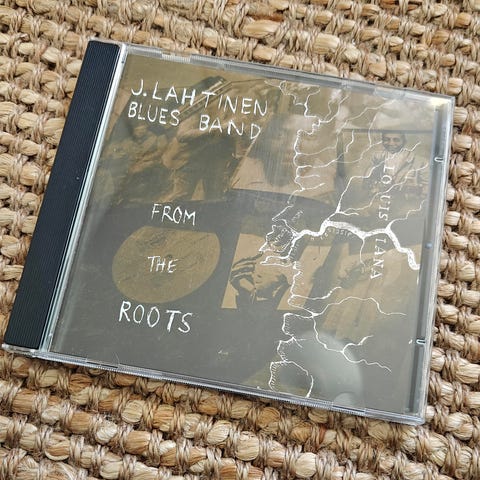 J. LAHTINEN
BLUES BAND
FROM
THE
ROOTS
LOUISIANA